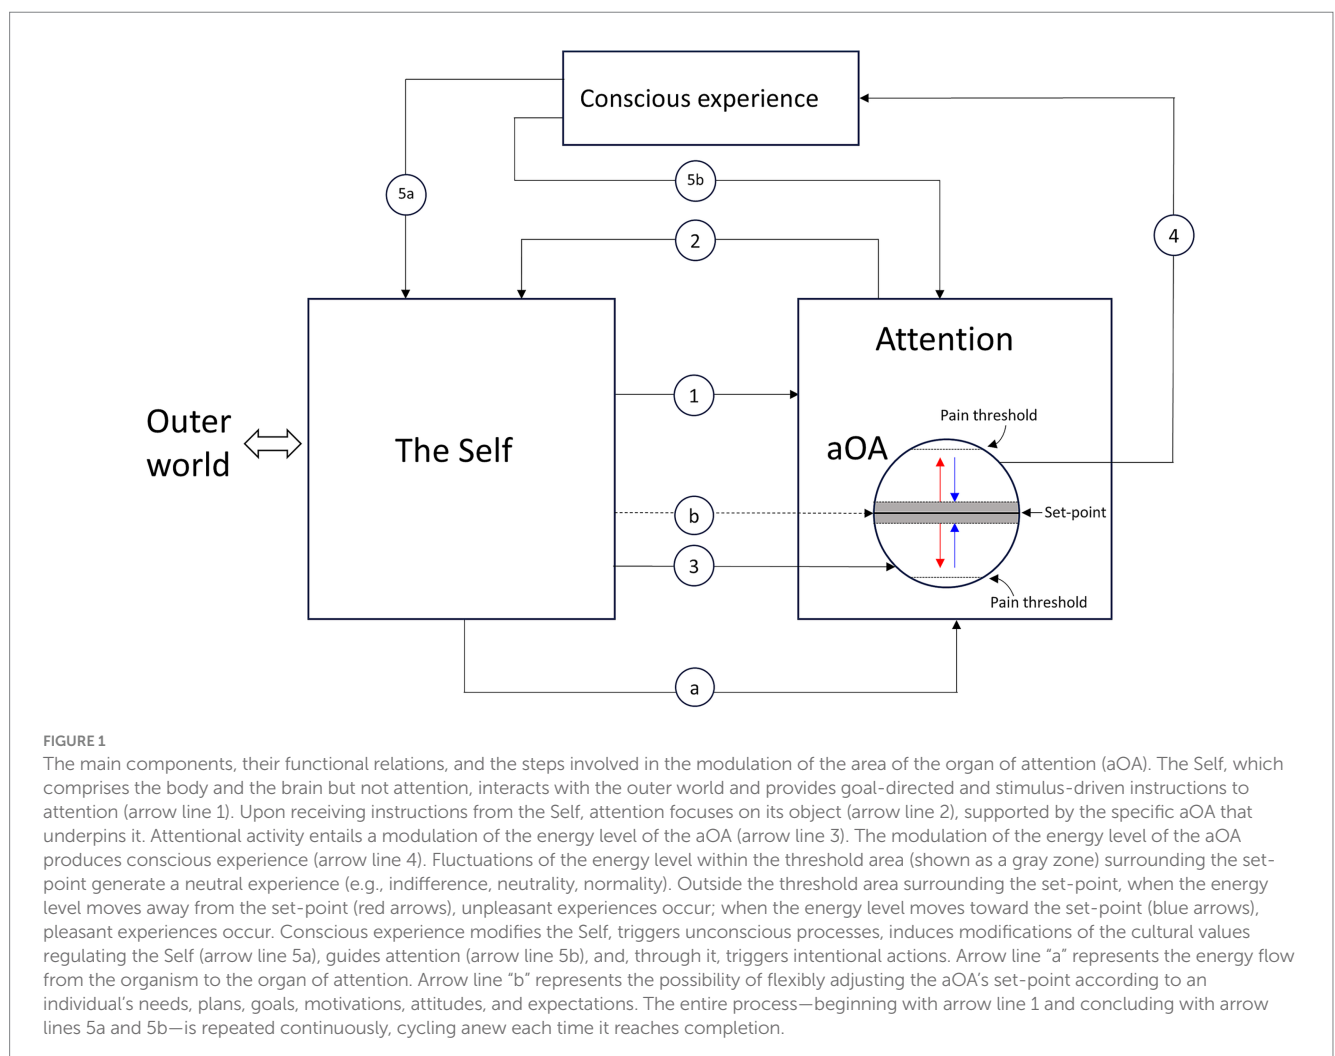 Conscious experience
5a
5b
2
4
Attention
1
Pain threshold
Outer
world
The Self
aOA
b
Set-point
3
Pain threshold
a
FIGURE 1
The main components, their functional relations, and the steps involved in the modulation of the area of the organ of attention (aOA). The Self, which
comprises the body and the brain but not attention, interacts with the outer world and provides goal-directed and stimulus-driven instructions to
attention (arrow line 1). Upon receiving instructions from the Self, attention focuses on its object (arrow line 2), supported by the specific aOA that
underpins it. Attentional activity entails a modulation of the energy level of the aOA (arrow line 3). The modulation of the energy level of the aOA
produces conscious experience (arrow line 4). Fluctuations of the energy level within the threshold area (shown as a gray zone) surrounding the set-
point generate a neutral experience (e.g., indifference, neutrality, normality). Outside the threshold area surrounding the set-point, when the energy
level moves away from the set-point (red arrows), unpleasant experiences occur; when the energy level moves toward the set-point (blue arrows),
pleasant experiences occur. Conscious experience modifies the Self, triggers unconscious processes, induces modifications of the cultural values
regulating the Self (arrow line 5a), guides attention (arrow line 5b), and, through it, triggers intentional actions. Arrow line “a” represents the energy flow
from the organism to the organ of attention. Arrow line “b” represents the possibility of flexibly adjusting the aOA’s set-point according to an
individual’s needs, plans, goals, motivations, attitudes, and expectations. The entire process—beginning with arrow line 1 and concluding with arrow
lines 5a and 5b—is repeated continuously, cycling anew each time it reaches completion.